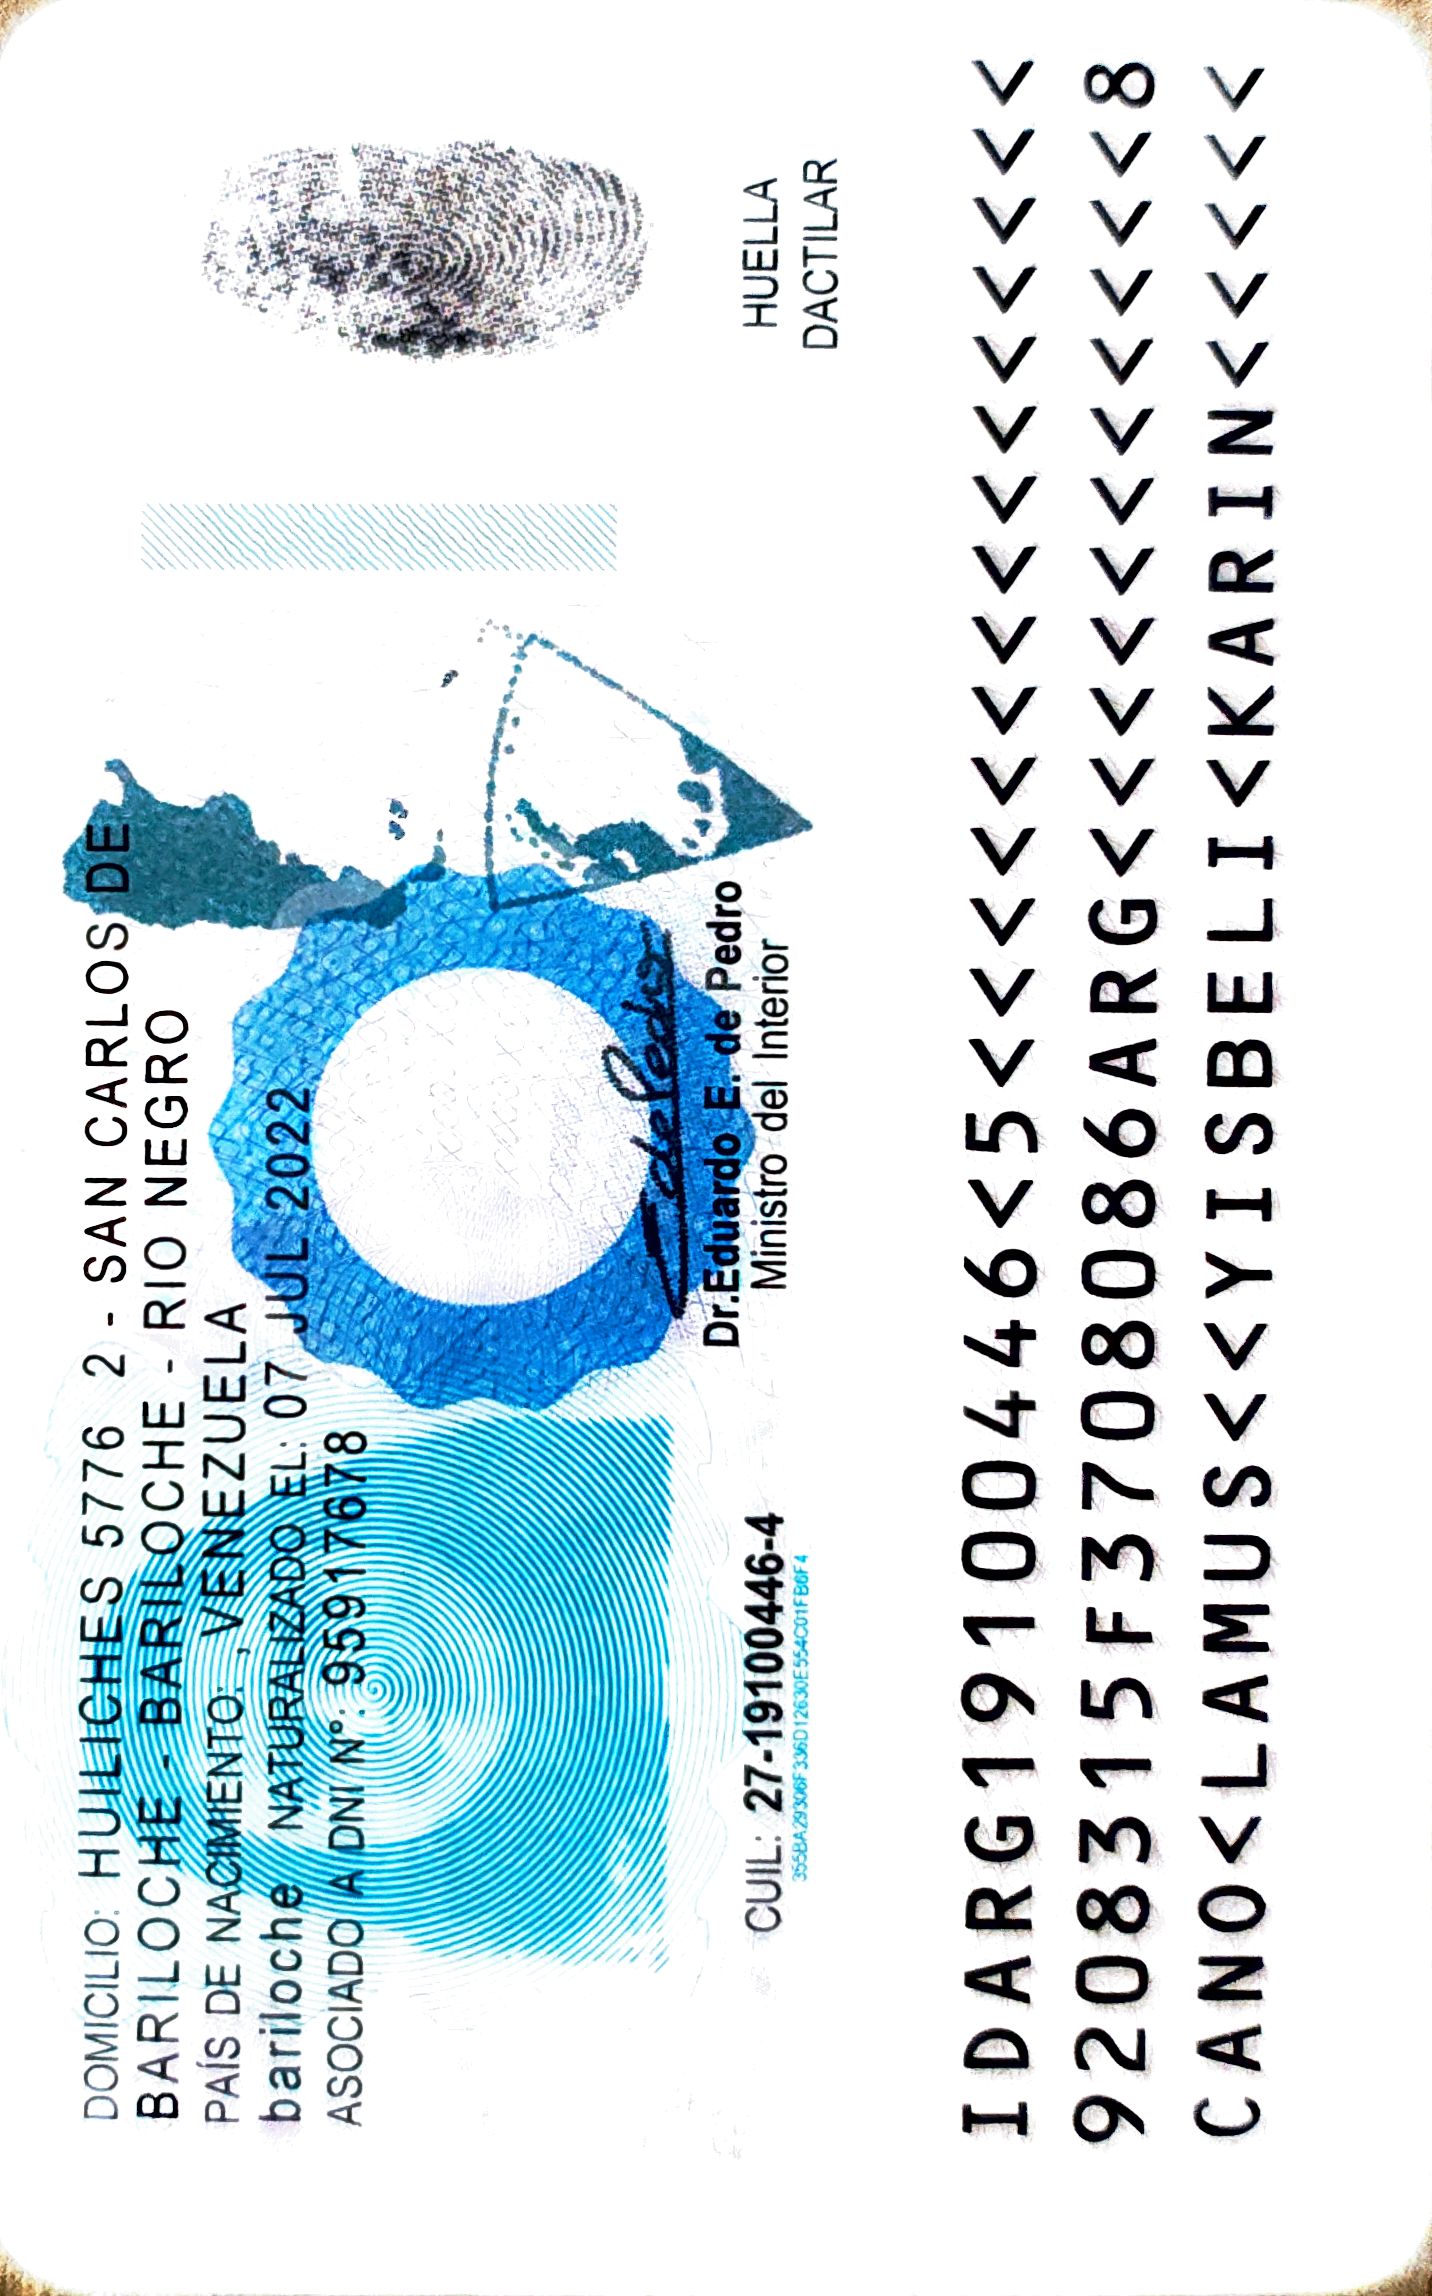 DOMICILIO: HUILICHES 5776 2 - SAN CARLOS DE
BARILOCHE - BARILOCHE - RIO NEGRO
PAÍS DE NACIMIENTO: ,VENEZUELA
bariloche NATURALIZADO EL: 07 JUL 2022
ASOCIADO A DNI N°: 95917678
EdePedro
Dr.Eduardo E. de Pedro
Ministro del Interior
CUIL: 27-19100446-4
355BA29306F336D12630E554C01FB6F4
HUELLA
DACTILAR
IDARG19100446<5<<<<<<<<<<<<<<<
9208315F3708086ARG<<<<<<<<<<<8
CANO<LAMUS<<YISBELI<KARIN<<<<<